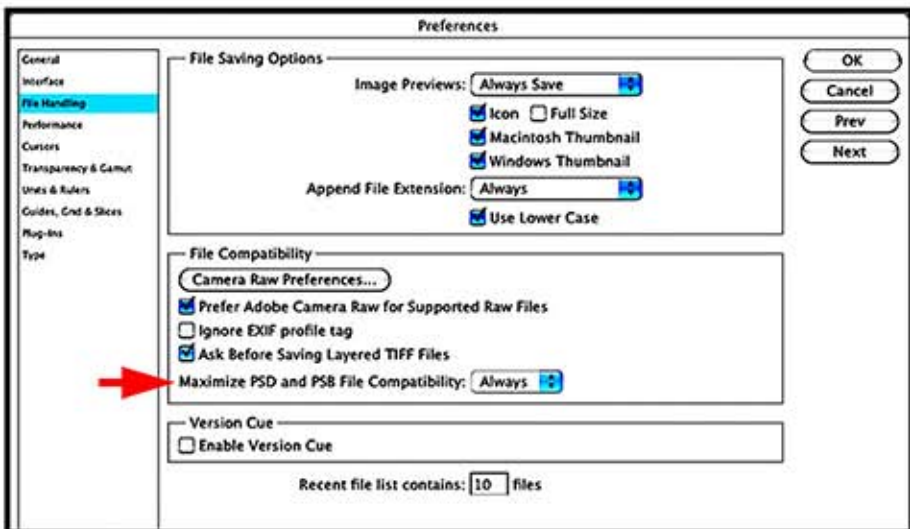 Preferences
General
Interface
File Handling
Performance
Cursors
Transparency & Gamut
Units & Rulers
Guides, Grid & Slices
Plug-Ins
Type
File Saving Options
Image Previews: Always Save
Icon Full Size
Macintosh Thumbnail
Windows Thumbnail
Append File Extension: Always
Use Lower Case
File Compatibility
Camera Raw Preferences...
Prefer Adobe Camera Raw for Supported Raw Files
Ignore EXIF profile tag
Ask Before Saving Layered TIFF Files
Maximize PSD and PSB File Compatibility: Always
Version Cue
Enable Version Cue
Recent file list contains: 10 files
OK
Cancel
Prev
Next